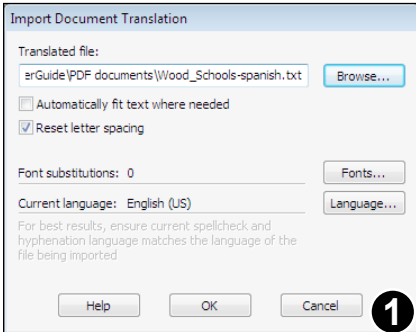 Import Document Translation
Translated file:
erGuide\PDF documents\Wood_Schools-spanish.txt Browse...
Automatically fit text where needed
Reset letter spacing
Font substitutions: 0 Fonts...
Current language: English (US) Language...
For best results, ensure current spellcheck and
hyphenation language matches the language of the
file being imported
Help OK Cancel 1